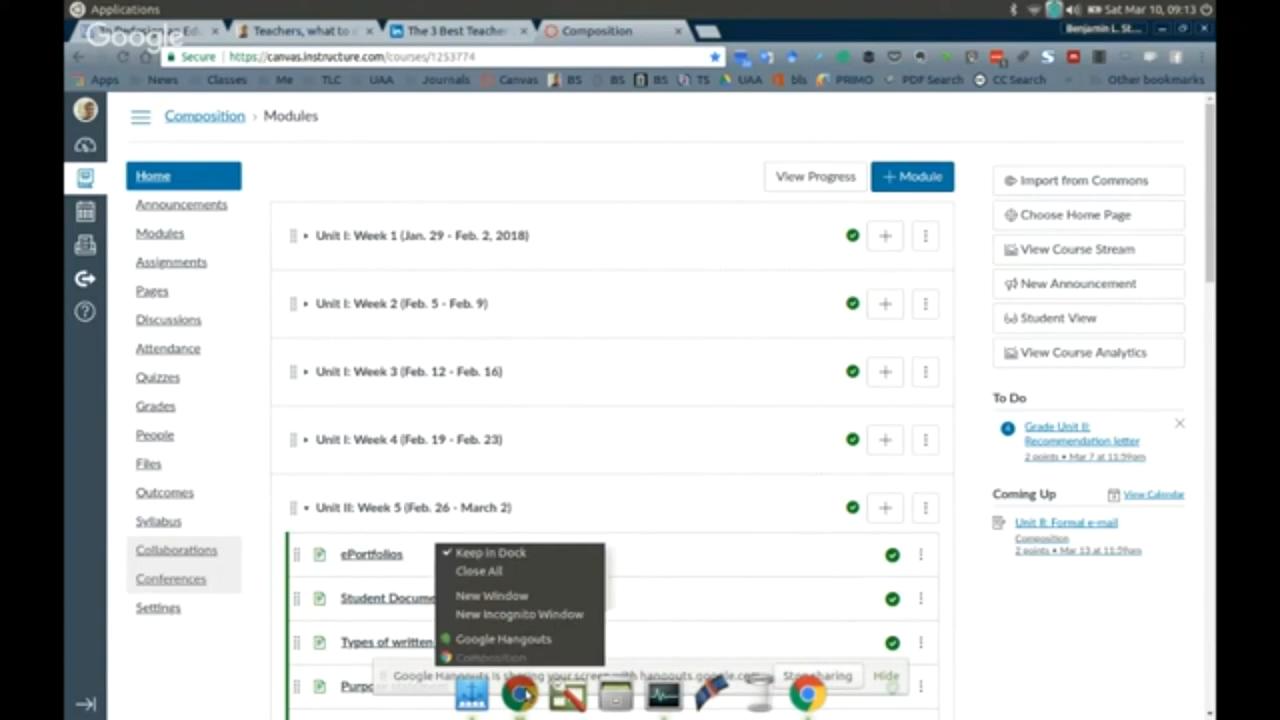 Applications
Sat Mar 10, 09:13
Google
Teachers, what to
The 3 Best Teacher
Composition
Benjamin L. St...
Secure
https://canvas.instructure.com/courses/1253774
Apps
News
Classes
Me
TLC
UAA
Journals
Canvas
BS
BS
BS
TS
UAA
bls
PRIMO
PDF Search
CC Search
Other bookmarks
Composition > Modules
Home
Announcements
Modules
Assignments
Pages
Discussions
Attendance
Quizzes
Grades
People
Files
Outcomes
Syllabus
Collaborations
Conferences
Settings
View Progress
+ Module
Unit I: Week 1 (Jan. 29 - Feb. 2, 2018)
Unit I: Week 2 (Feb. 5 - Feb. 9)
Unit I: Week 3 (Feb. 12 - Feb. 16)
Unit I: Week 4 (Feb. 19 - Feb. 23)
Unit II: Week 5 (Feb. 26 - March 2)
ePortfolios
Student Docume
Types of written
Purpo
Keep in Dock
Close All
New Window
New Incognito Window
Google Hangouts
Composition
Google Hangouts is sharing your screen with hangouts.google.com.
Stop sharing
Hide
Import from Commons
Choose Home Page
View Course Stream
New Announcement
Student View
View Course Analytics
To Do
4
Grade Unit II:
Recommendation letter
2 points • Mar 7 at 11:59pm
Coming Up
View Calendar
Unit II: Formal e-mail
Composition
2 points • Mar 13 at 11:59pm